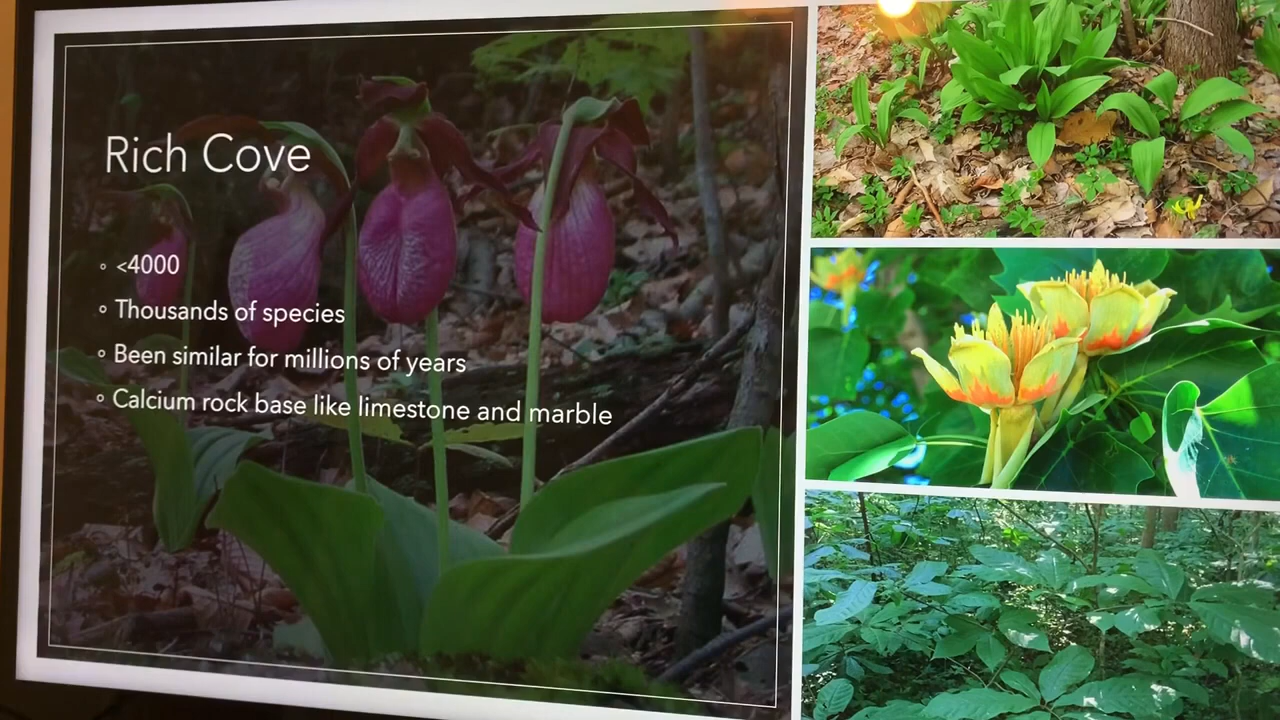 Rich Cove
◦ <4000
◦ Thousands of species
◦ Been similar for millions of years
◦ Calcium rock base like limestone and marble